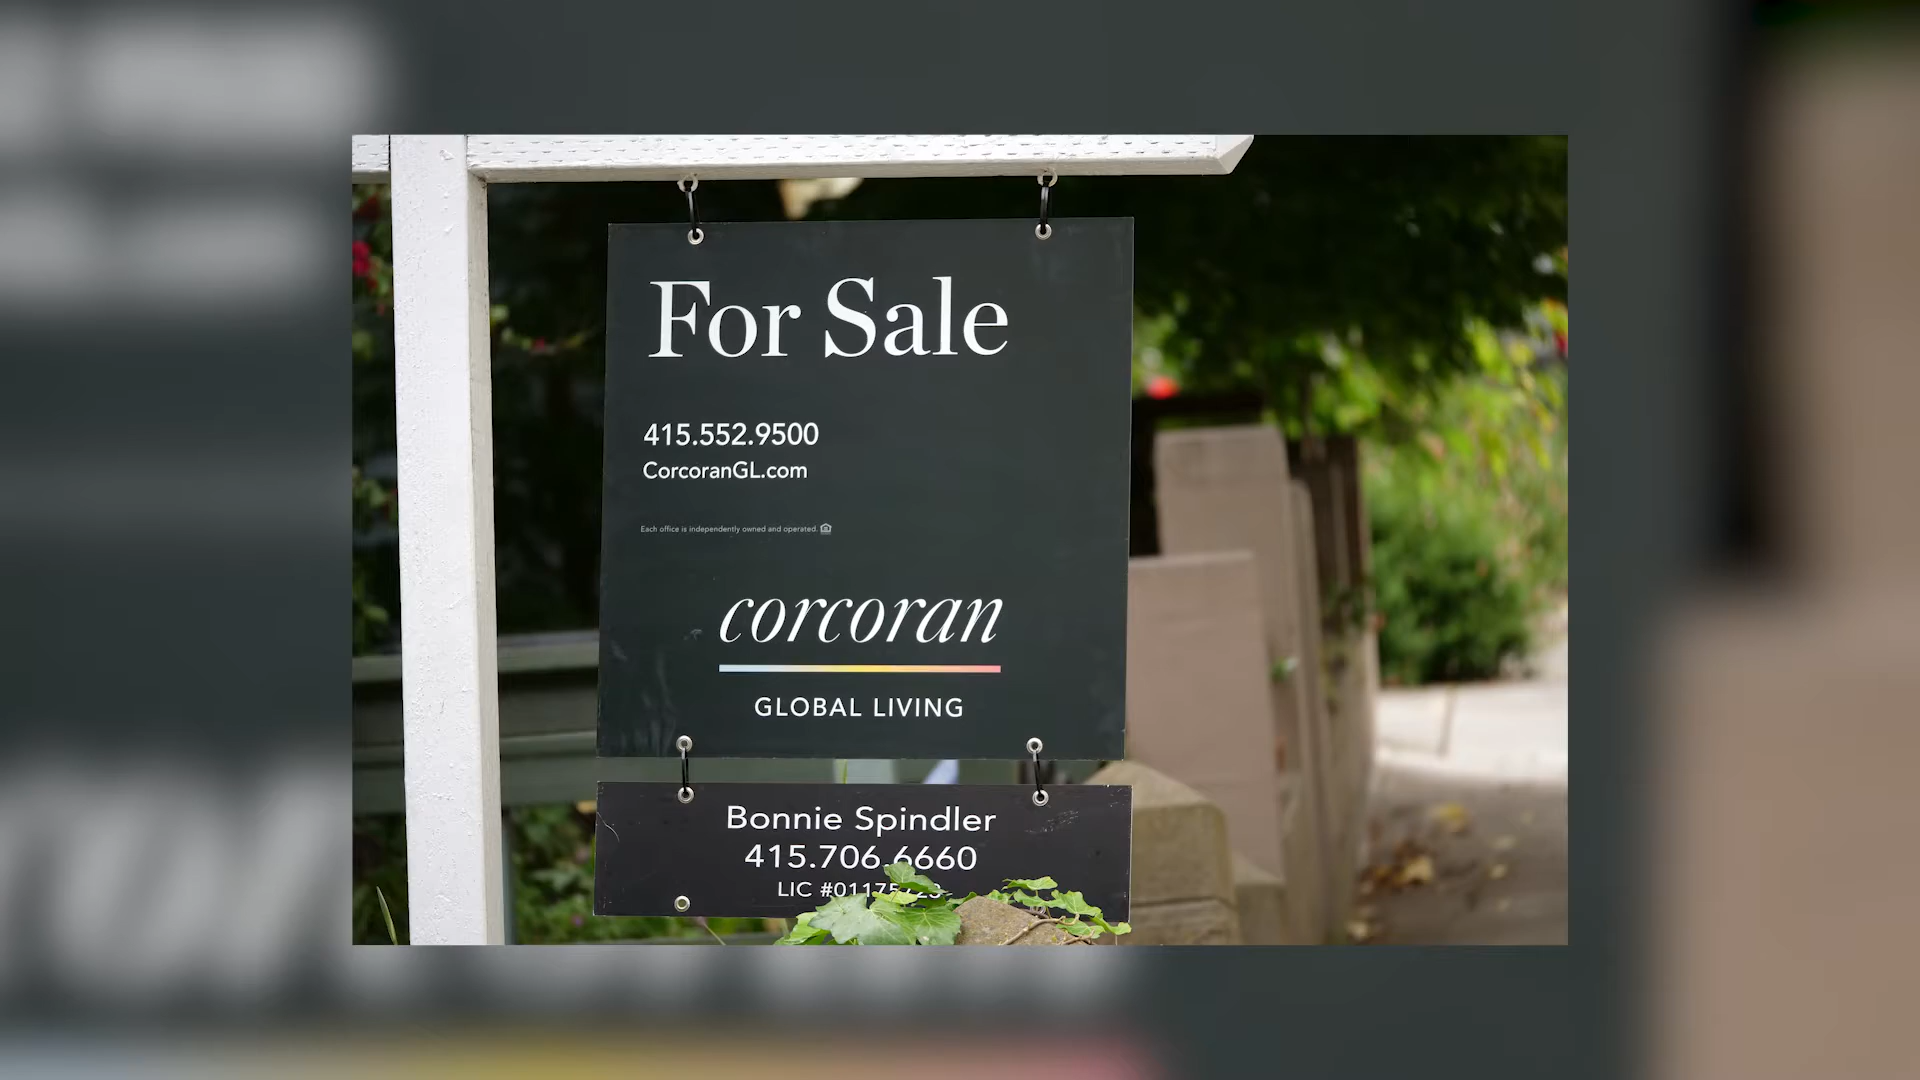 For Sale
415.552.9500
CorcoranGL.com
Each office is independently owned and operated.
corcoran
GLOBAL LIVING
Bonnie Spindler
415.706.6660
LIC